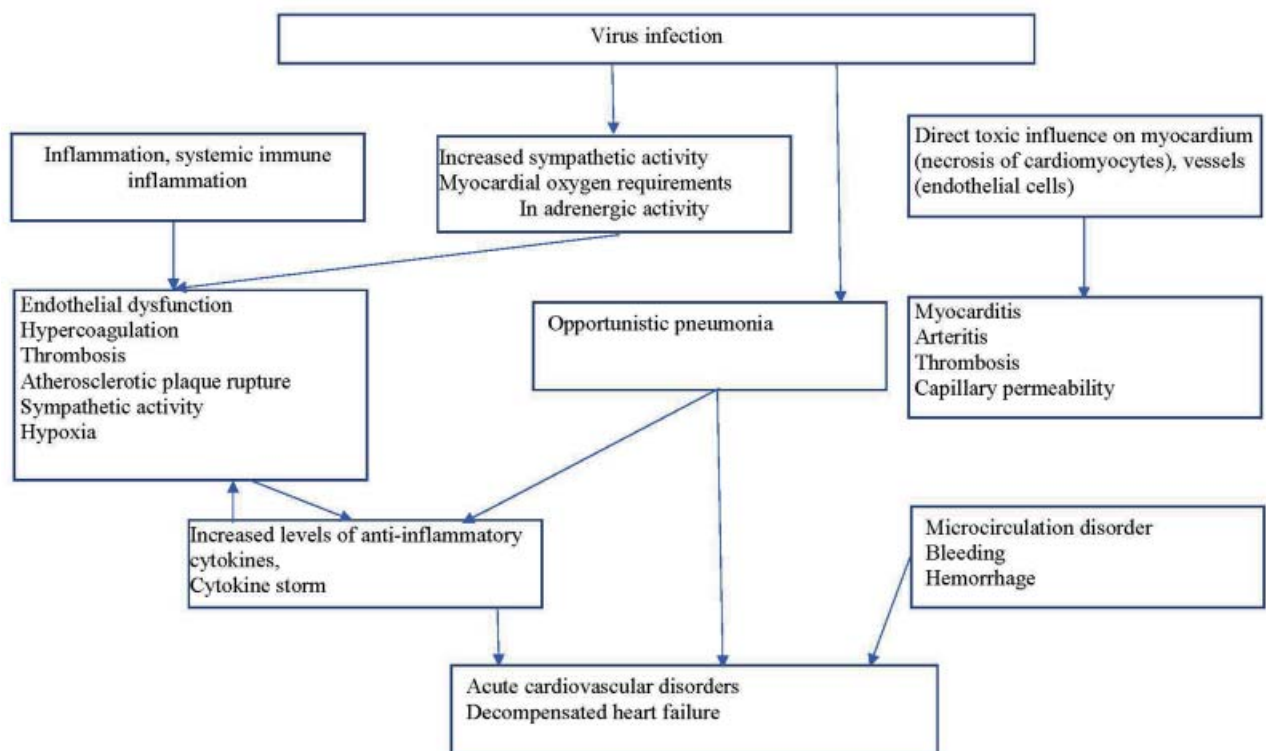 Virus infection
Inflammation, systemic immune
inflammation
Increased sympathetic activity
Myocardial oxygen requirements
In adrenergic activity
Direct toxic influence on myocardium
(necrosis of cardiomyocytes), vessels
(endothelial cells)
Endothelial dysfunction
Hypercoagulation
Thrombosis
Atherosclerotic plaque rupture
Sympathetic activity
Hypoxia
Opportunistic pneumonia
Myocarditis
Arteritis
Thrombosis
Capillary permeability
Increased levels of anti-inflammatory
cytokines,
Cytokine storm
Microcirculation disorder
Bleeding
Hemorrhage
Acute cardiovascular disorders
Decompensated heart failure